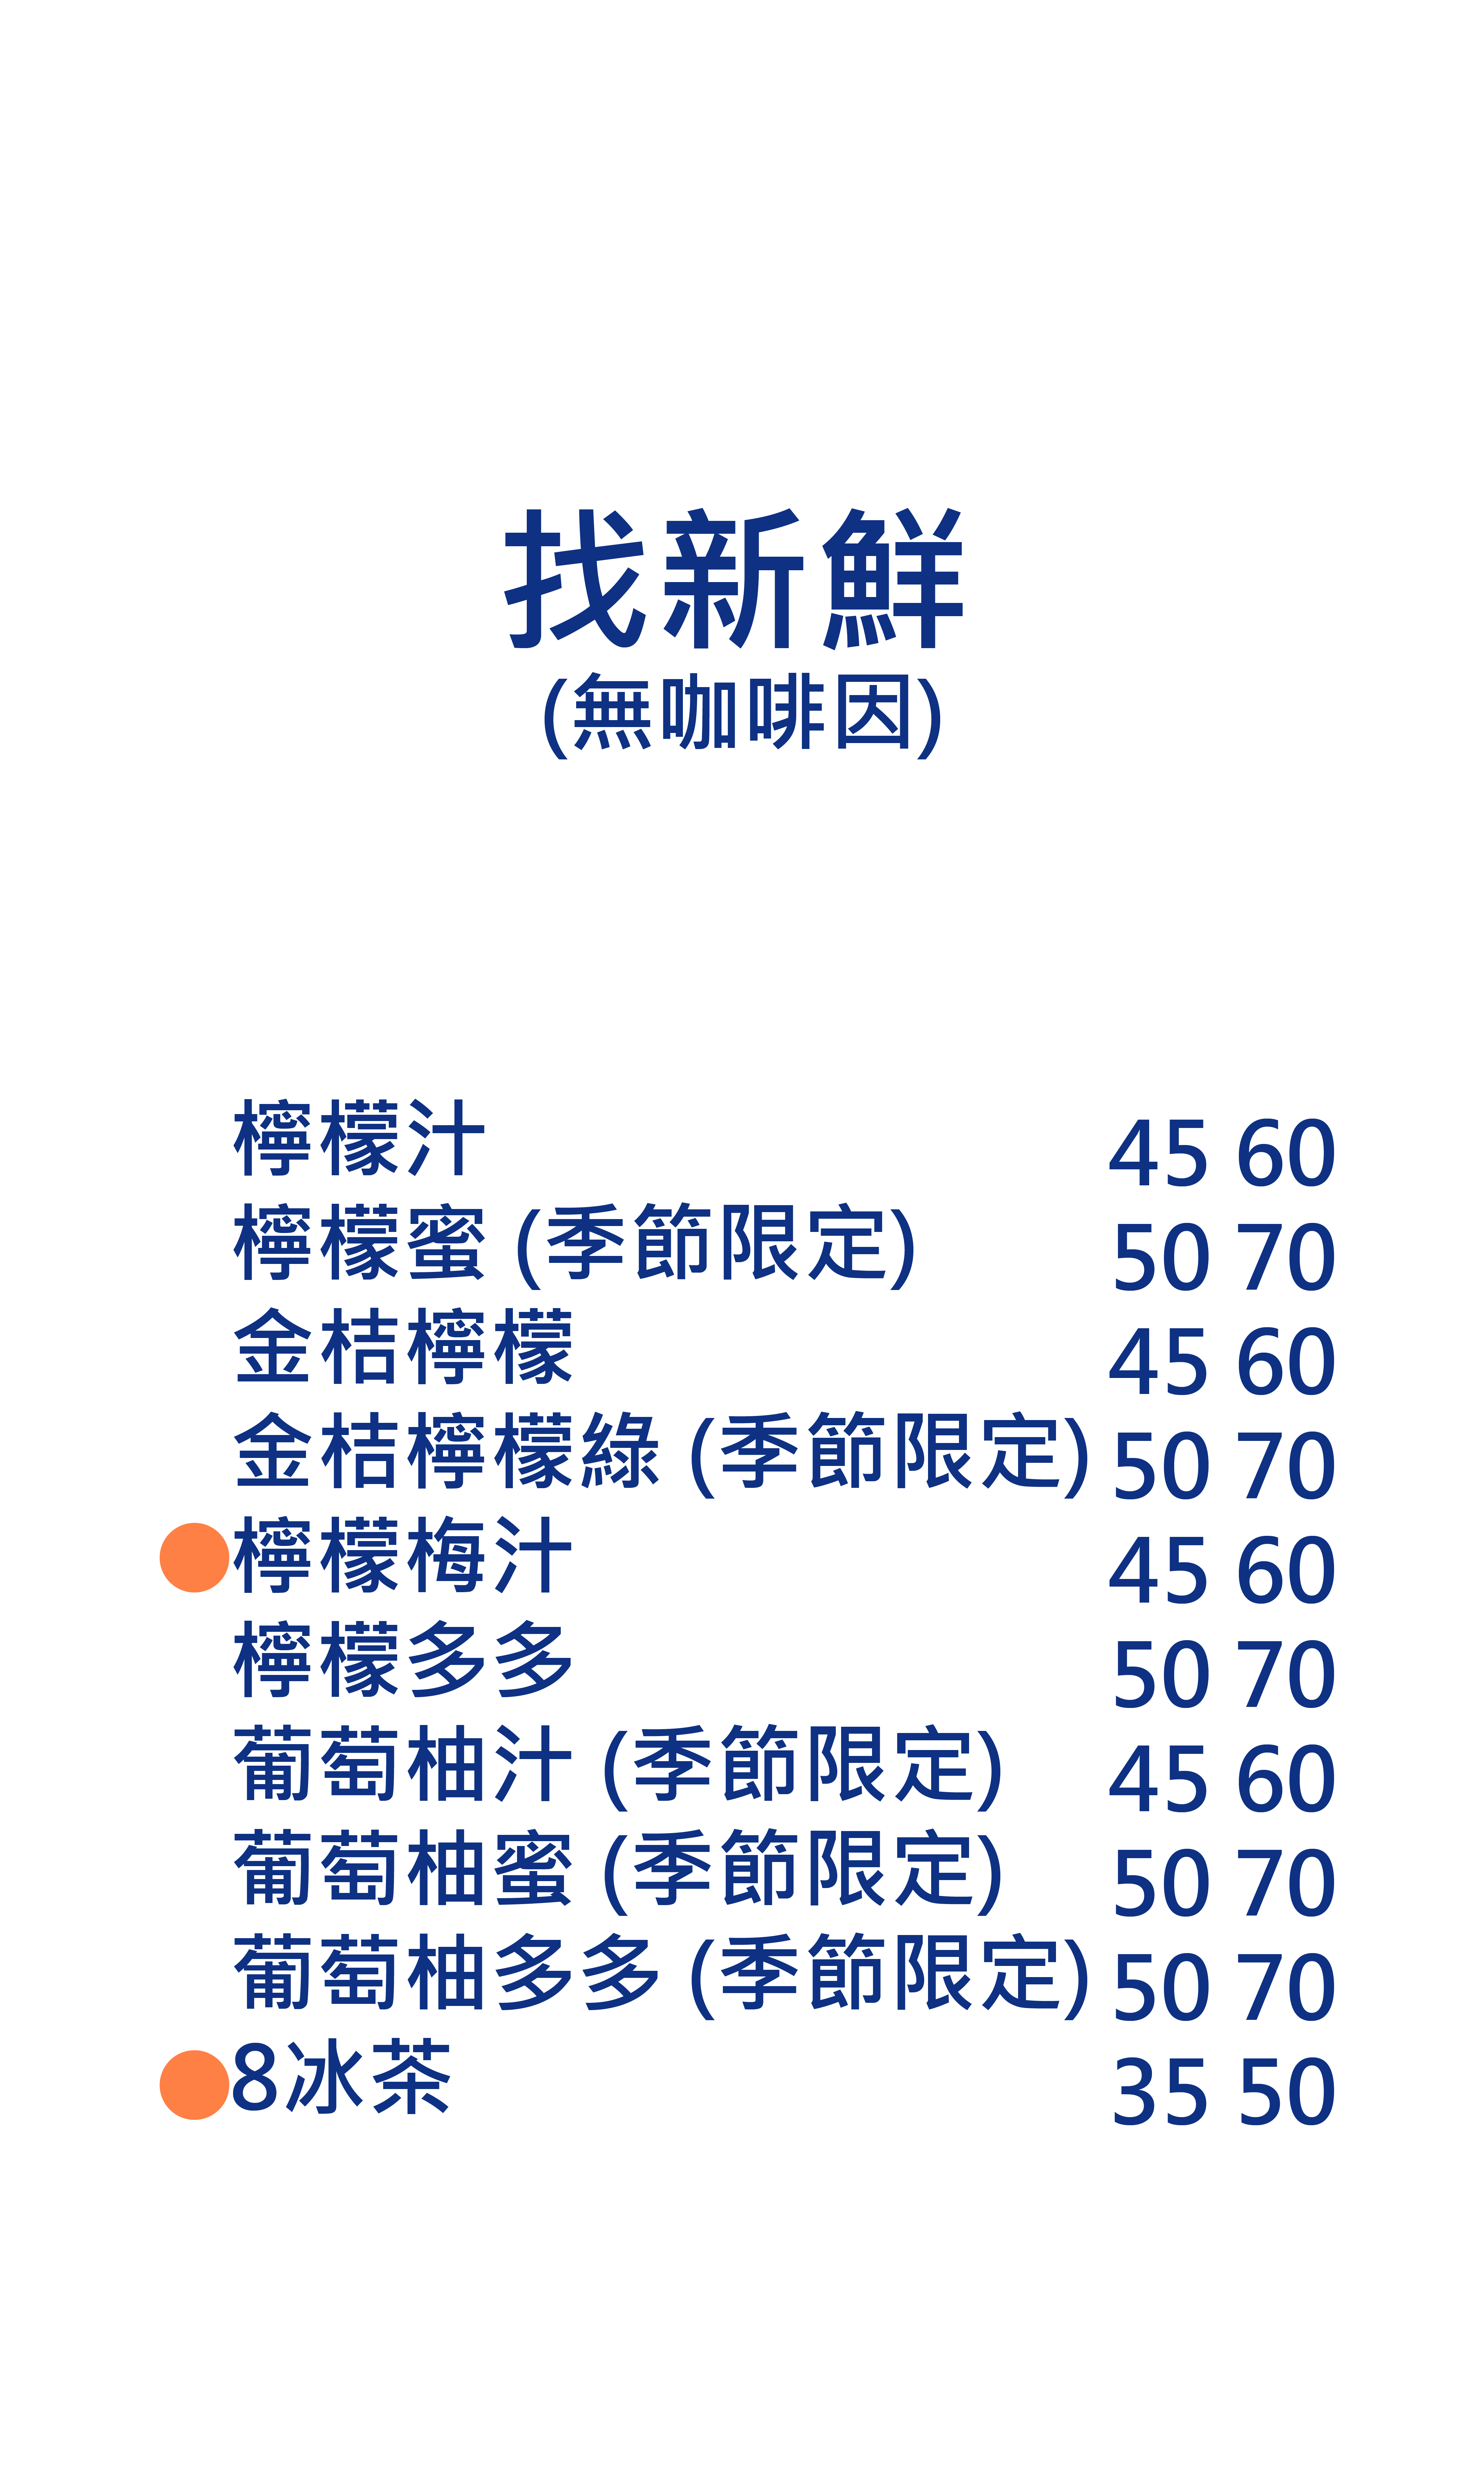 找新鮮
(無咖啡因)
檸檬汁 45 60
檸檬蜜 (季節限定) 50 70
金桔檸檬 45 60
金桔檸檬綠 (季節限定) 50 70
檸檬梅汁 45 60
檸檬多多 50 70
葡萄柚汁 (季節限定) 45 60
葡萄柚蜜 (季節限定) 50 70
葡萄柚多多 (季節限定) 50 70
8冰茶 35 50